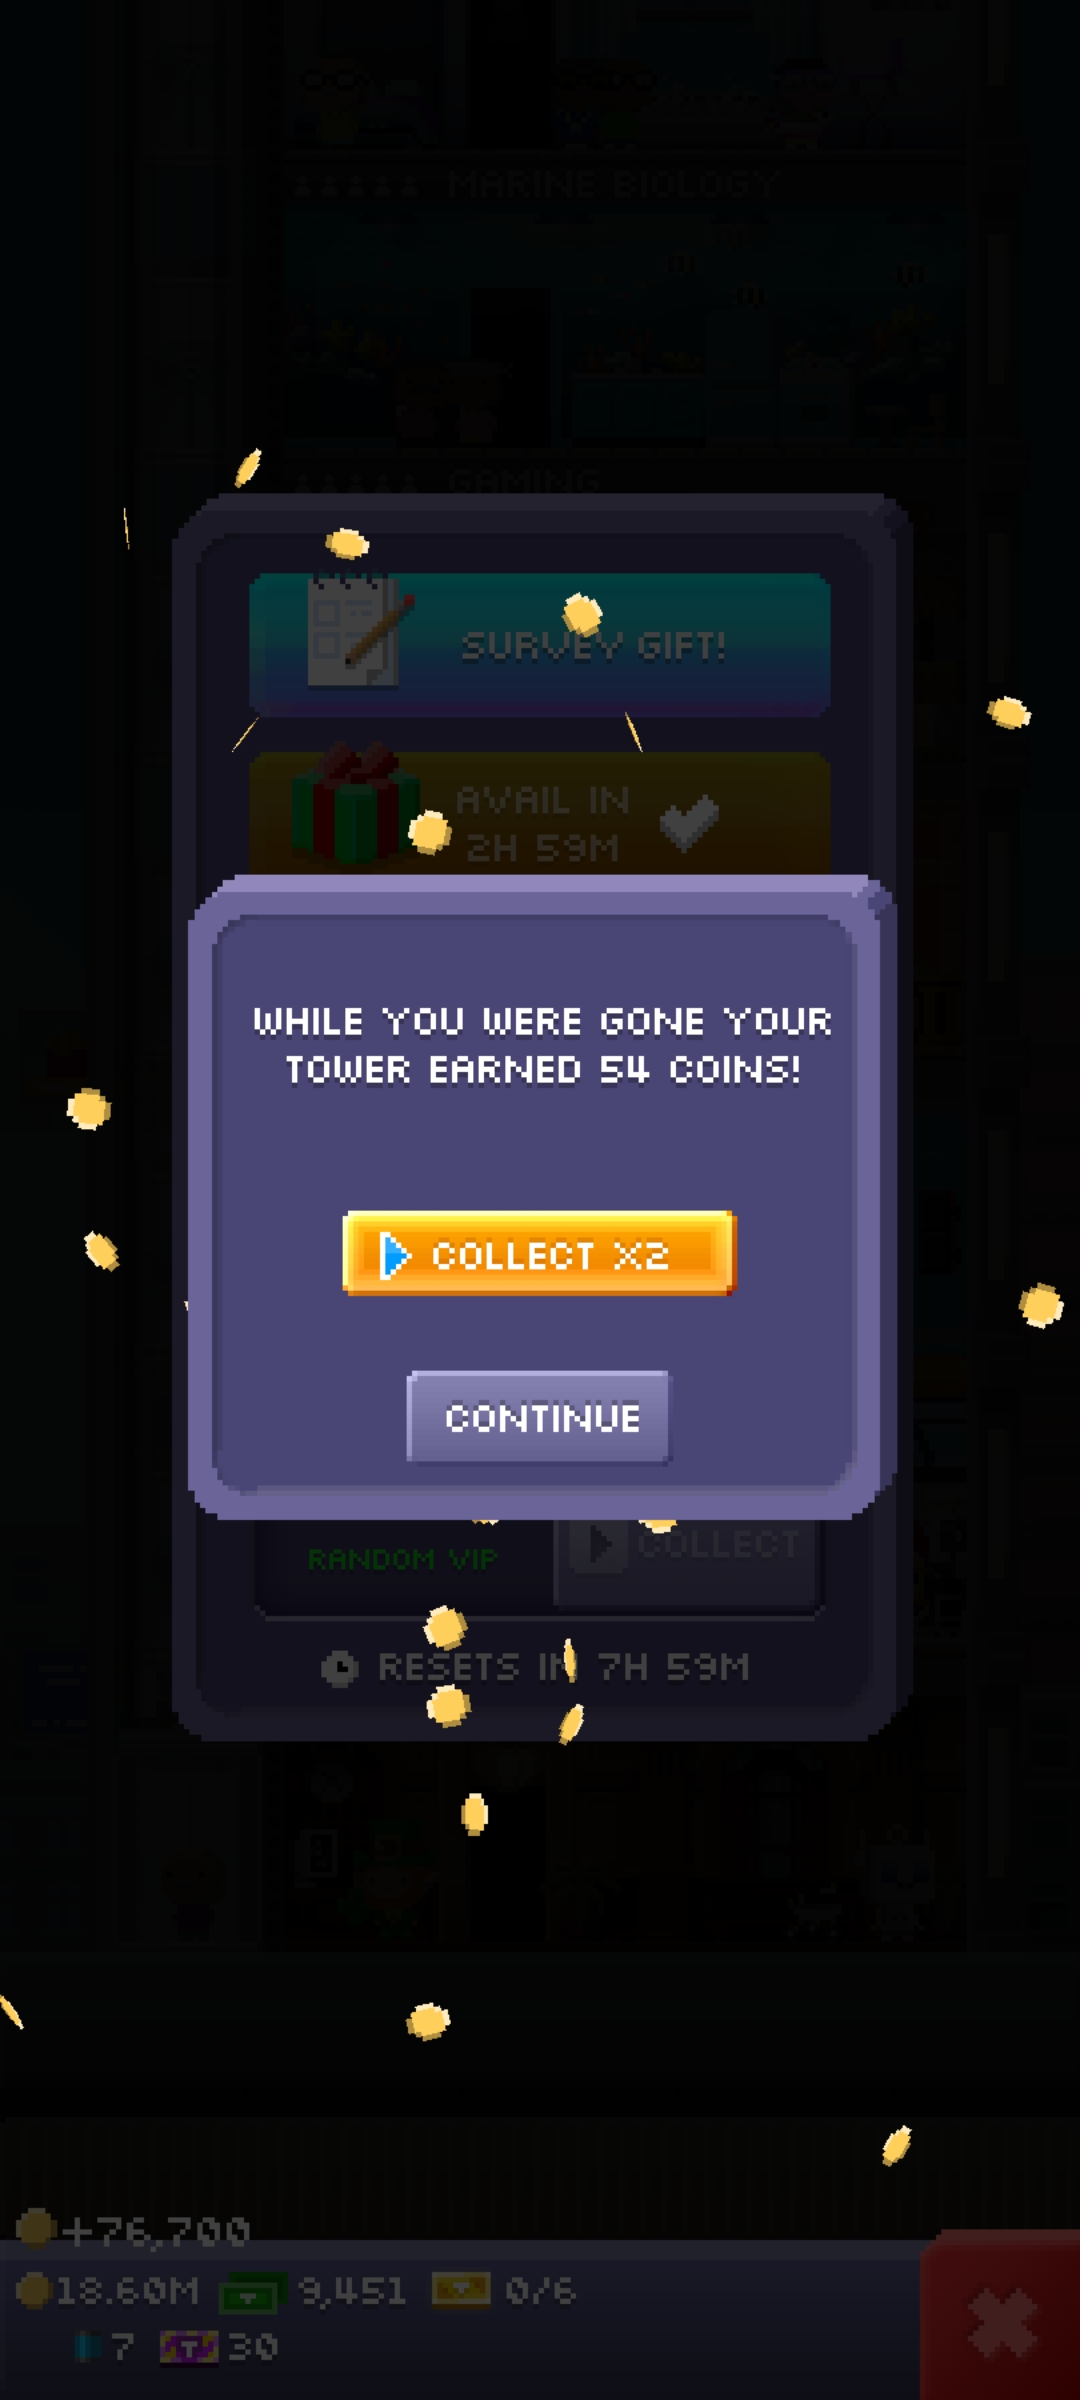 MARINE BIOLOGY
GAMING
SURVEY GIFT!
AVAIL IN
2H 59M
WHILE YOU WERE GONE YOUR
TOWER EARNED 54 COINS!
COLLECT X2
CONTINUE
RANDOM VIP
COLLECT
RESETS IN 7H 59M
+76,700
18.60M 9,451 0/6
7 30